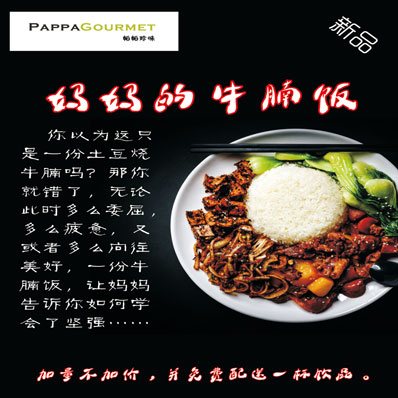 PAPPAGOURMET
帕帕珍味
新品
妈妈的牛腩饭
你以为这只
是一份土豆烧
牛腩吗？那你
就错了，无论
此时多么委屈，
多么疲惫，又
或者多么向往
美好，一份牛
腩饭，让妈妈
告诉你如何学
会了坚强……
加量不加价，并免费配送一杯饮品。